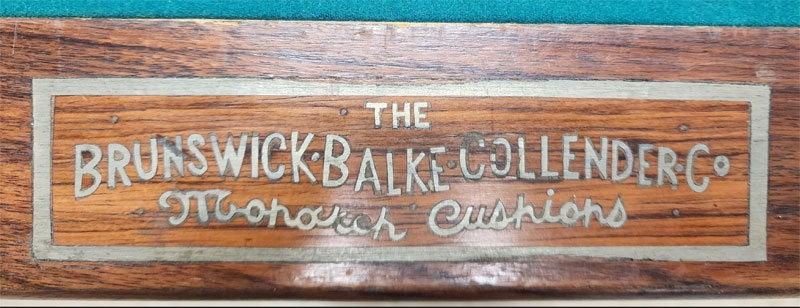 THE
BRUNSWICK·BALKE·COLLENDER·Co
Monarch Cushions